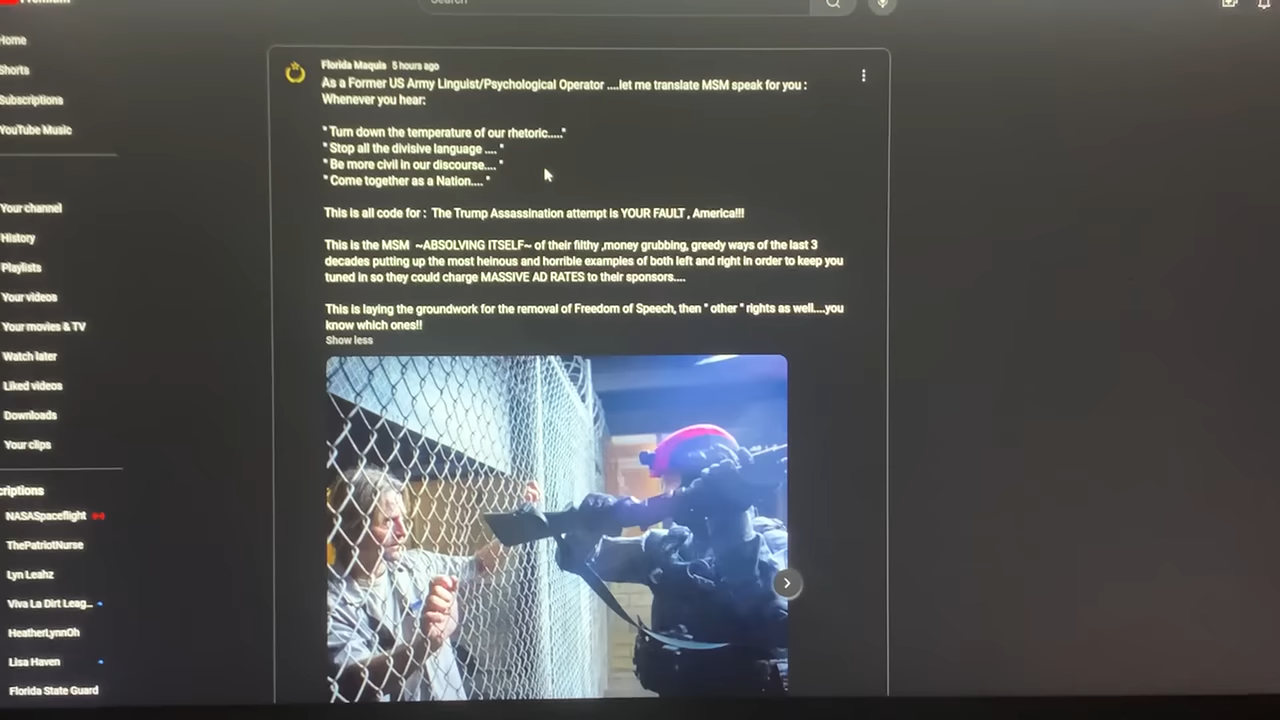 Premium
Search
Home
Shorts
Subscriptions
YouTube Music
Your channel
History
Playlists
Your videos
Your movies & TV
Watch later
Liked videos
Downloads
Your clips
criptions
NASASpaceflight
ThePatriotNurse
Lyn Leahz
Viva La Dirt Leag...
HeatherLynnOh
Lisa Haven
Florida State Guard
Florida Maquis 5 hours ago
As a Former US Army Linguist/Psychological Operator ....let me translate MSM speak for you :
Whenever you hear:
" Turn down the temperature of our rhetoric....."
" Stop all the divisive language .... "
" Be more civil in our discourse.... "
" Come together as a Nation.... "
This is all code for : The Trump Assassination attempt is YOUR FAULT , America!!!
This is the MSM ~ABSOLVING ITSELF~ of their filthy ,money grubbing, greedy ways of the last 3
decades putting up the most heinous and horrible examples of both left and right in order to keep you
tuned in so they could charge MASSIVE AD RATES to their sponsors....
This is laying the groundwork for the removal of Freedom of Speech, then " other " rights as well....you
know which ones!!
Show less